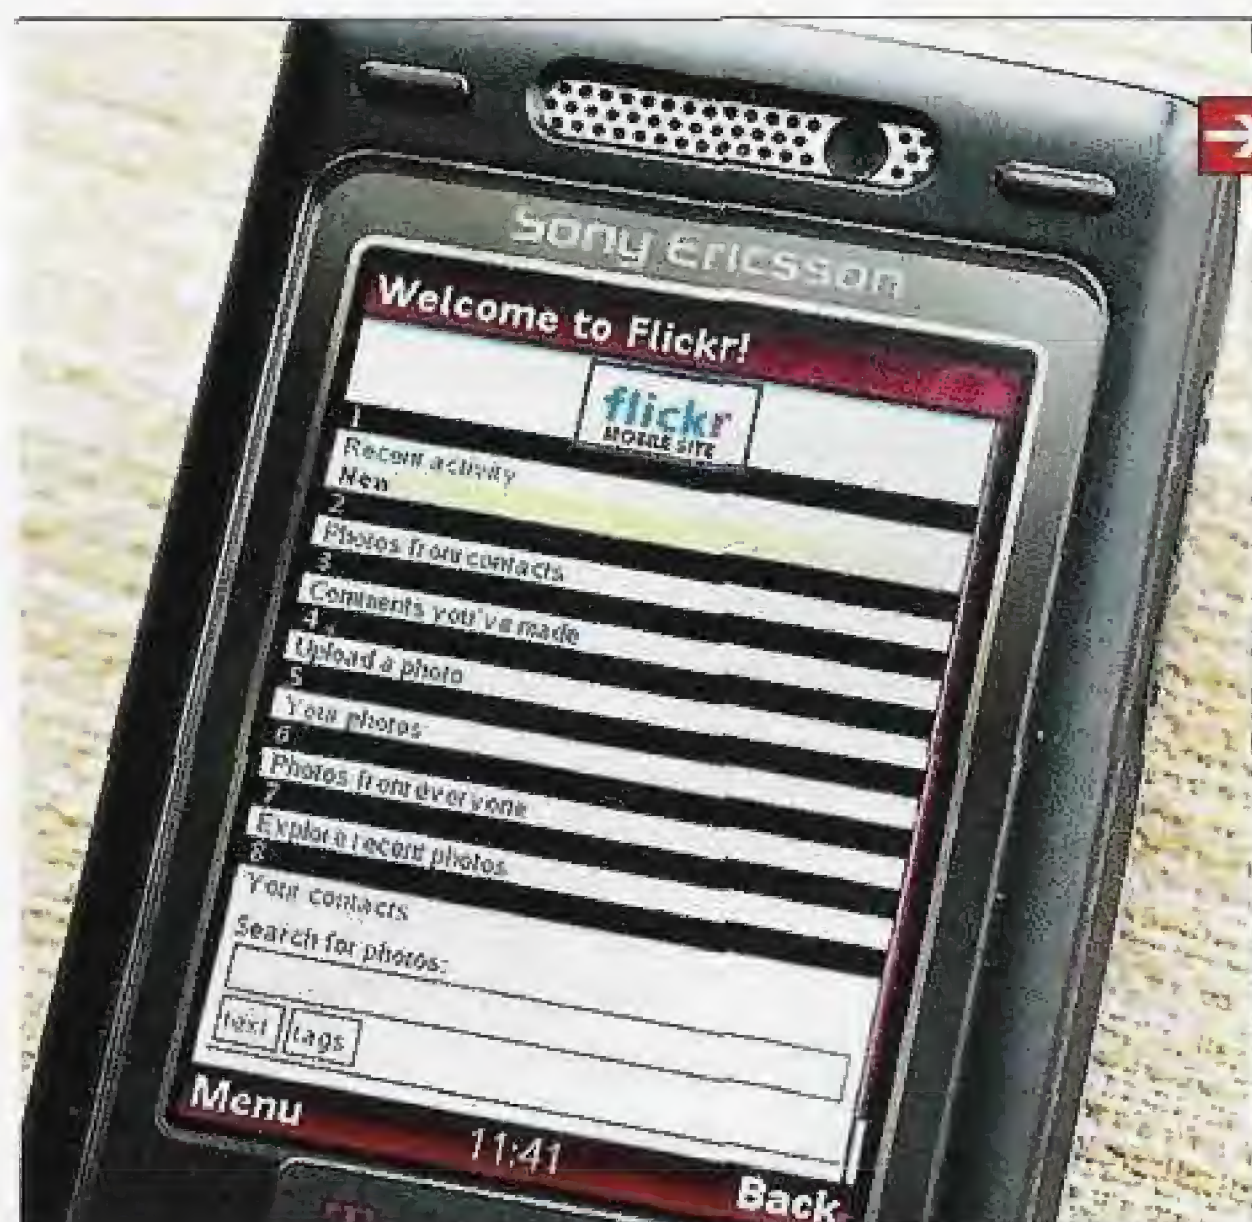 Sony Ericsson
Welcome to Flickr!
flickr
MOBILE SITE
1
Recent activity
New
2
Photos from contacts
3
Comments you've made
4
Upload a photo
5
Your photos
6
Photos from everyone
7
Explore recent photos
8
Your contacts
Search for photos:
text tags
Menu 11:41 Back